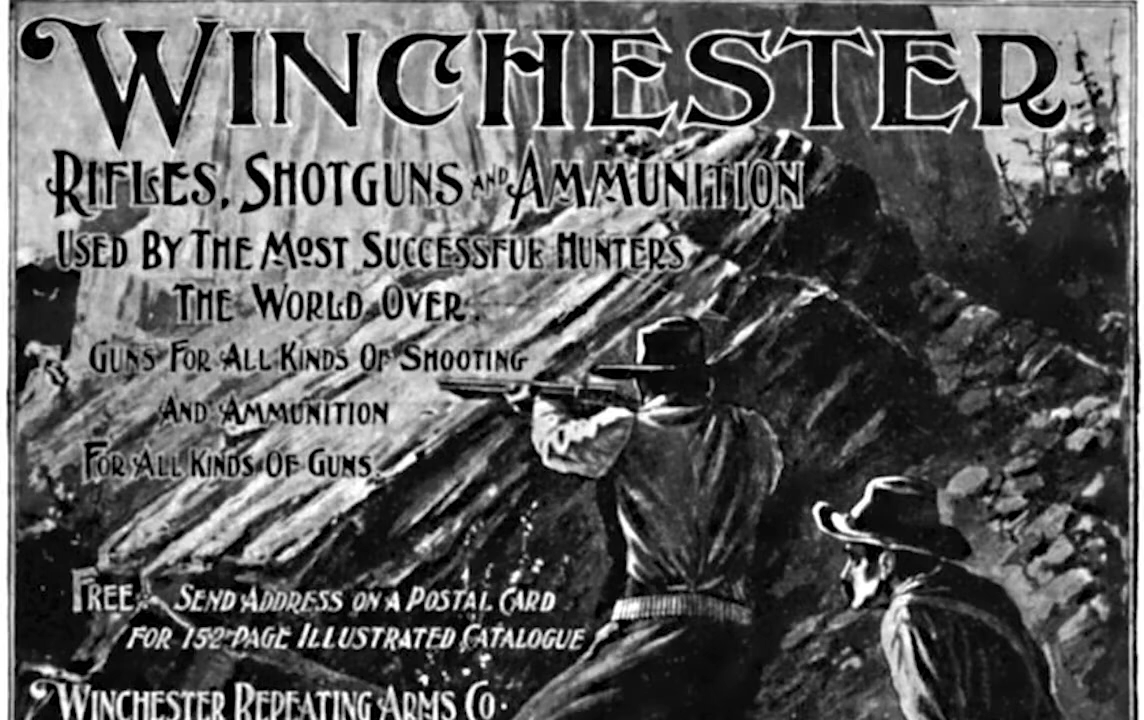 WINCHESTER
RIFLES, SHOTGUNS AND AMMUNITION
USED BY THE MOST SUCCESSFUL HUNTERS
THE WORLD OVER.
GUNS FOR ALL KINDS OF SHOOTING
AND AMMUNITION
FOR ALL KINDS OF GUNS.
FREE. SEND ADDRESS ON A POSTAL CARD
FOR 152-PAGE ILLUSTRATED CATALOGUE
WINCHESTER REPEATING ARMS CO.